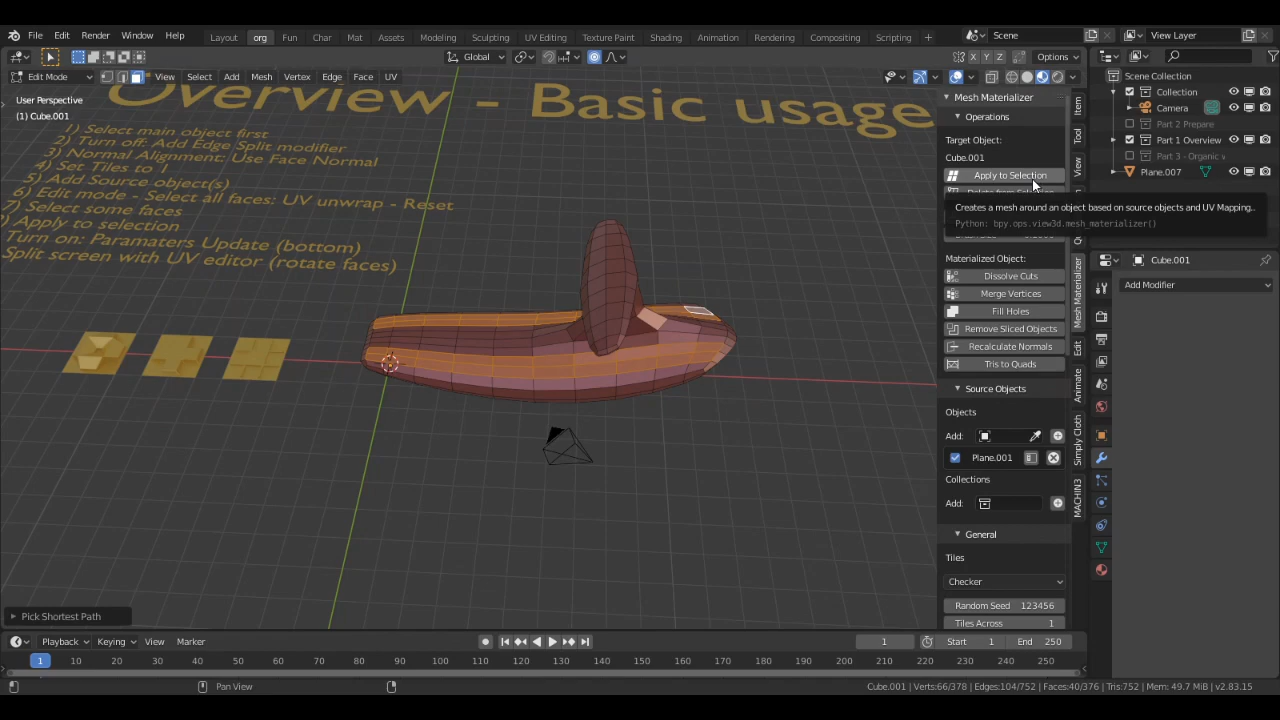 File Edit Render Window Help Layout org Fun Char Mat Assets Modeling Sculpting UV Editing Texture Paint Shading Animation Rendering Compositing Scripting + Scene View Layer
Global X Y Z Options
Edit Mode View Select Add Mesh Vertex Edge Face UV
User Perspective
(1) Cube.001
Overview - Basic usage
1) Select main object first
2) Turn off: Add Edge Split modifier
3) Normal Alignment: Use Face Normal
4) Set Tiles to 1
5) Add Source object(s)
6) Edit mode - Select all faces: UV unwrap - Reset
7) Select some faces
) Apply to selection
Turn on: Paramaters Update (bottom)
Split screen with UV editor (rotate faces)
Mesh Materializer
Operations
Target Object:
Cube.001
Apply to Selection
Creates a mesh around an object based on source objects and UV Mapping..
Python: bpy.ops.view3d.mesh_materializer()
Materialized Object:
Dissolve Cuts
Merge Vertices
Fill Holes
Remove Sliced Objects
Recalculate Normals
Tris to Quads
Source Objects
Objects
Add:
Plane.001
Collections
Add:
General
Tiles
Checker
Random Seed 123456
Tiles Across 1
Item
Tool
View
Mesh Materializer
Edit
Animate
Simply Cloth
MACHIN3
Scene Collection
Collection
Camera
Part 2 Prepare
Part 1 Overview
Part 3 - Organic v
Plane.007
Cube.001
Add Modifier
Pick Shortest Path
Playback Keying View Marker 1 Start 1 End 250
1 10 20 30 40 50 60 70 80 90 100 110 120 130 140 150 160 170 180 190 200 210 220 230 240 250
Pan View
Cube.001 | Verts:66/378 | Edges:104/752 | Faces:40/376 | Tris:752 | Mem: 49.7 MiB | v2.83.15